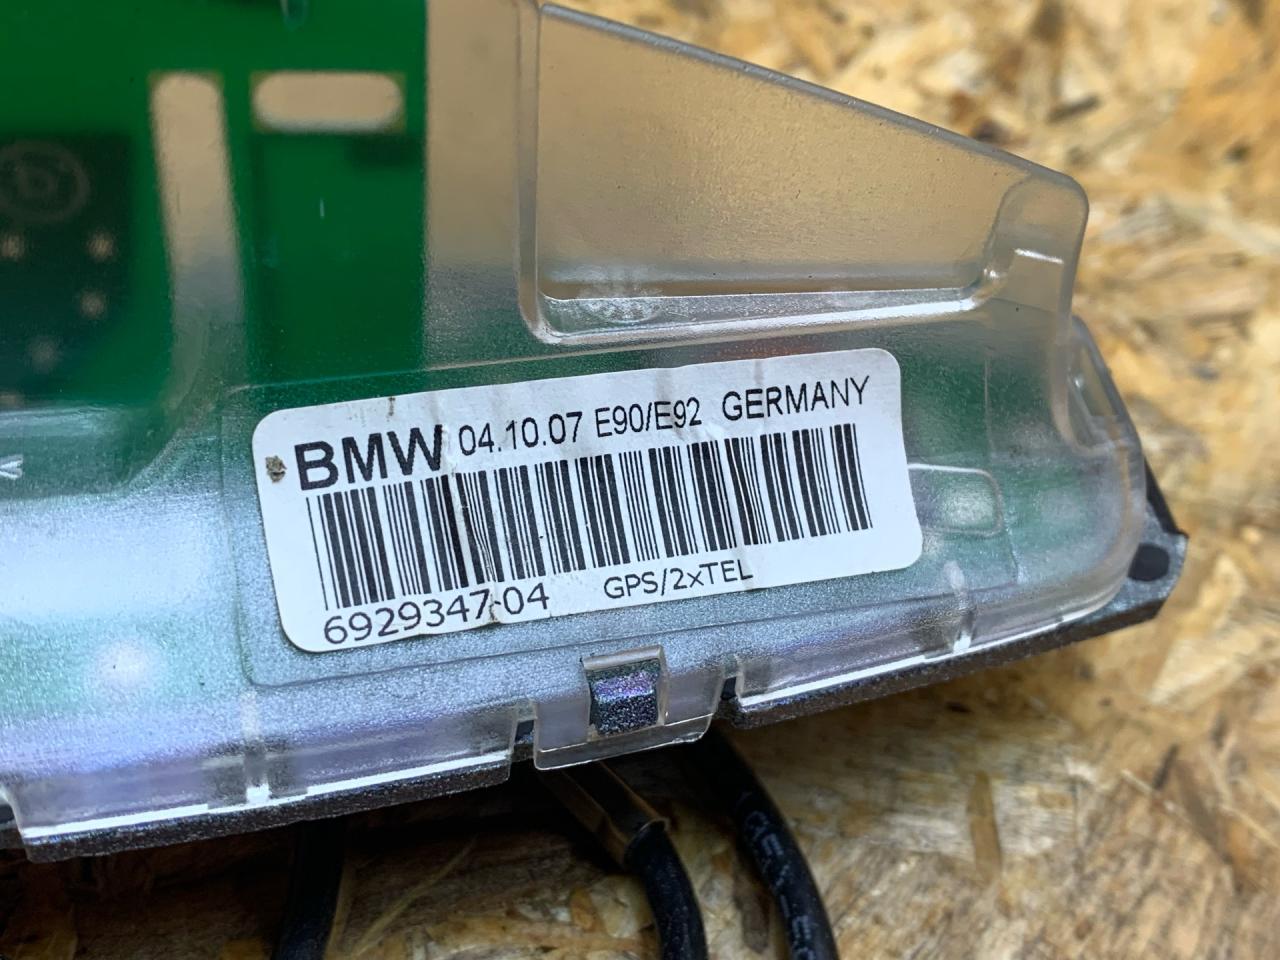 BMW 04.10.07 E90/E92 GERMANY
6929347-04 GPS/2xTEL